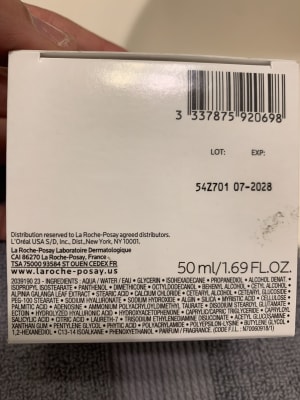 3 337875 920698
LOT: EXP:
54Z701 07-2028
Distribution reserved to La Roche-Posay agreed distributors.
L'Oréal USA S/D, Inc. Dist., New York, NY 10001.
La Roche-Posay Laboratoire Dermatologique
CAI 86270 La Roche-Posay, France
TSA 75000 93584 ST OUEN CEDEX FR
www.laroche-posay.us
50 ml/1.69 FL.OZ.
2039190 23 - INGREDIENTS : AQUA / WATER / EAU • GLYCERIN • ISOHEXADECANE • PROPANEDIOL • ALCOHOL DENAT. •
ISOPROPYL ISOSTEARATE • PANTHENOL • DIMETHICONE • OCTYLDODECANOL • BEHENYL ALCOHOL • CETYL ALCOHOL •
ALPINIA GALANGA LEAF EXTRACT • STEARIC ACID • CALCIUM CHLORIDE • CETEARYL ALCOHOL • CETEARYL GLUCOSIDE •
PEG-100 STEARATE • SODIUM HYALURONATE • SODIUM HYDROXIDE • ALGIN • SILICA • MYRISTIC ACID • CELLULOSE •
PALMITIC ACID • ADENOSINE • AMMONIUM POLYACRYLOYLDIMETHYL TAURATE • DISODIUM STEAROYL GLUTAMATE •
ECTOIN • HYDROLYZED HYALURONIC ACID • HYDROXYACETOPHENONE • CAPRYLIC/CAPRIC TRIGLYCERIDE • CAPRYLOYL
SALICYLIC ACID • CITRIC ACID • LAURETH-7 • TRISODIUM ETHYLENEDIAMINE DISUCCINATE • ACETYL GLUCOSAMINE •
XANTHAN GUM • PENTYLENE GLYCOL • PHYTIC ACID • POLYACRYLAMIDE • POLYEPSILON-LYSINE • BUTYLENE GLYCOL •
1,2-HEXANEDIOL • C13-14 ISOALKANE • PHENOXYETHANOL • PARFUM / FRAGRANCE. (CODE F.I.L. : N70060918/1)